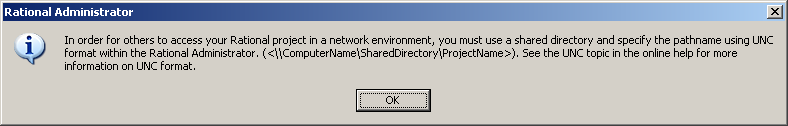 Rational Administrator
In order for others to access your Rational project in a network environment, you must use a shared directory and specify the pathname using UNC
format within the Rational Administrator. (<\\ComputerName\SharedDirectory\ProjectName>). See the UNC topic in the online help for more
information on UNC format.
OK